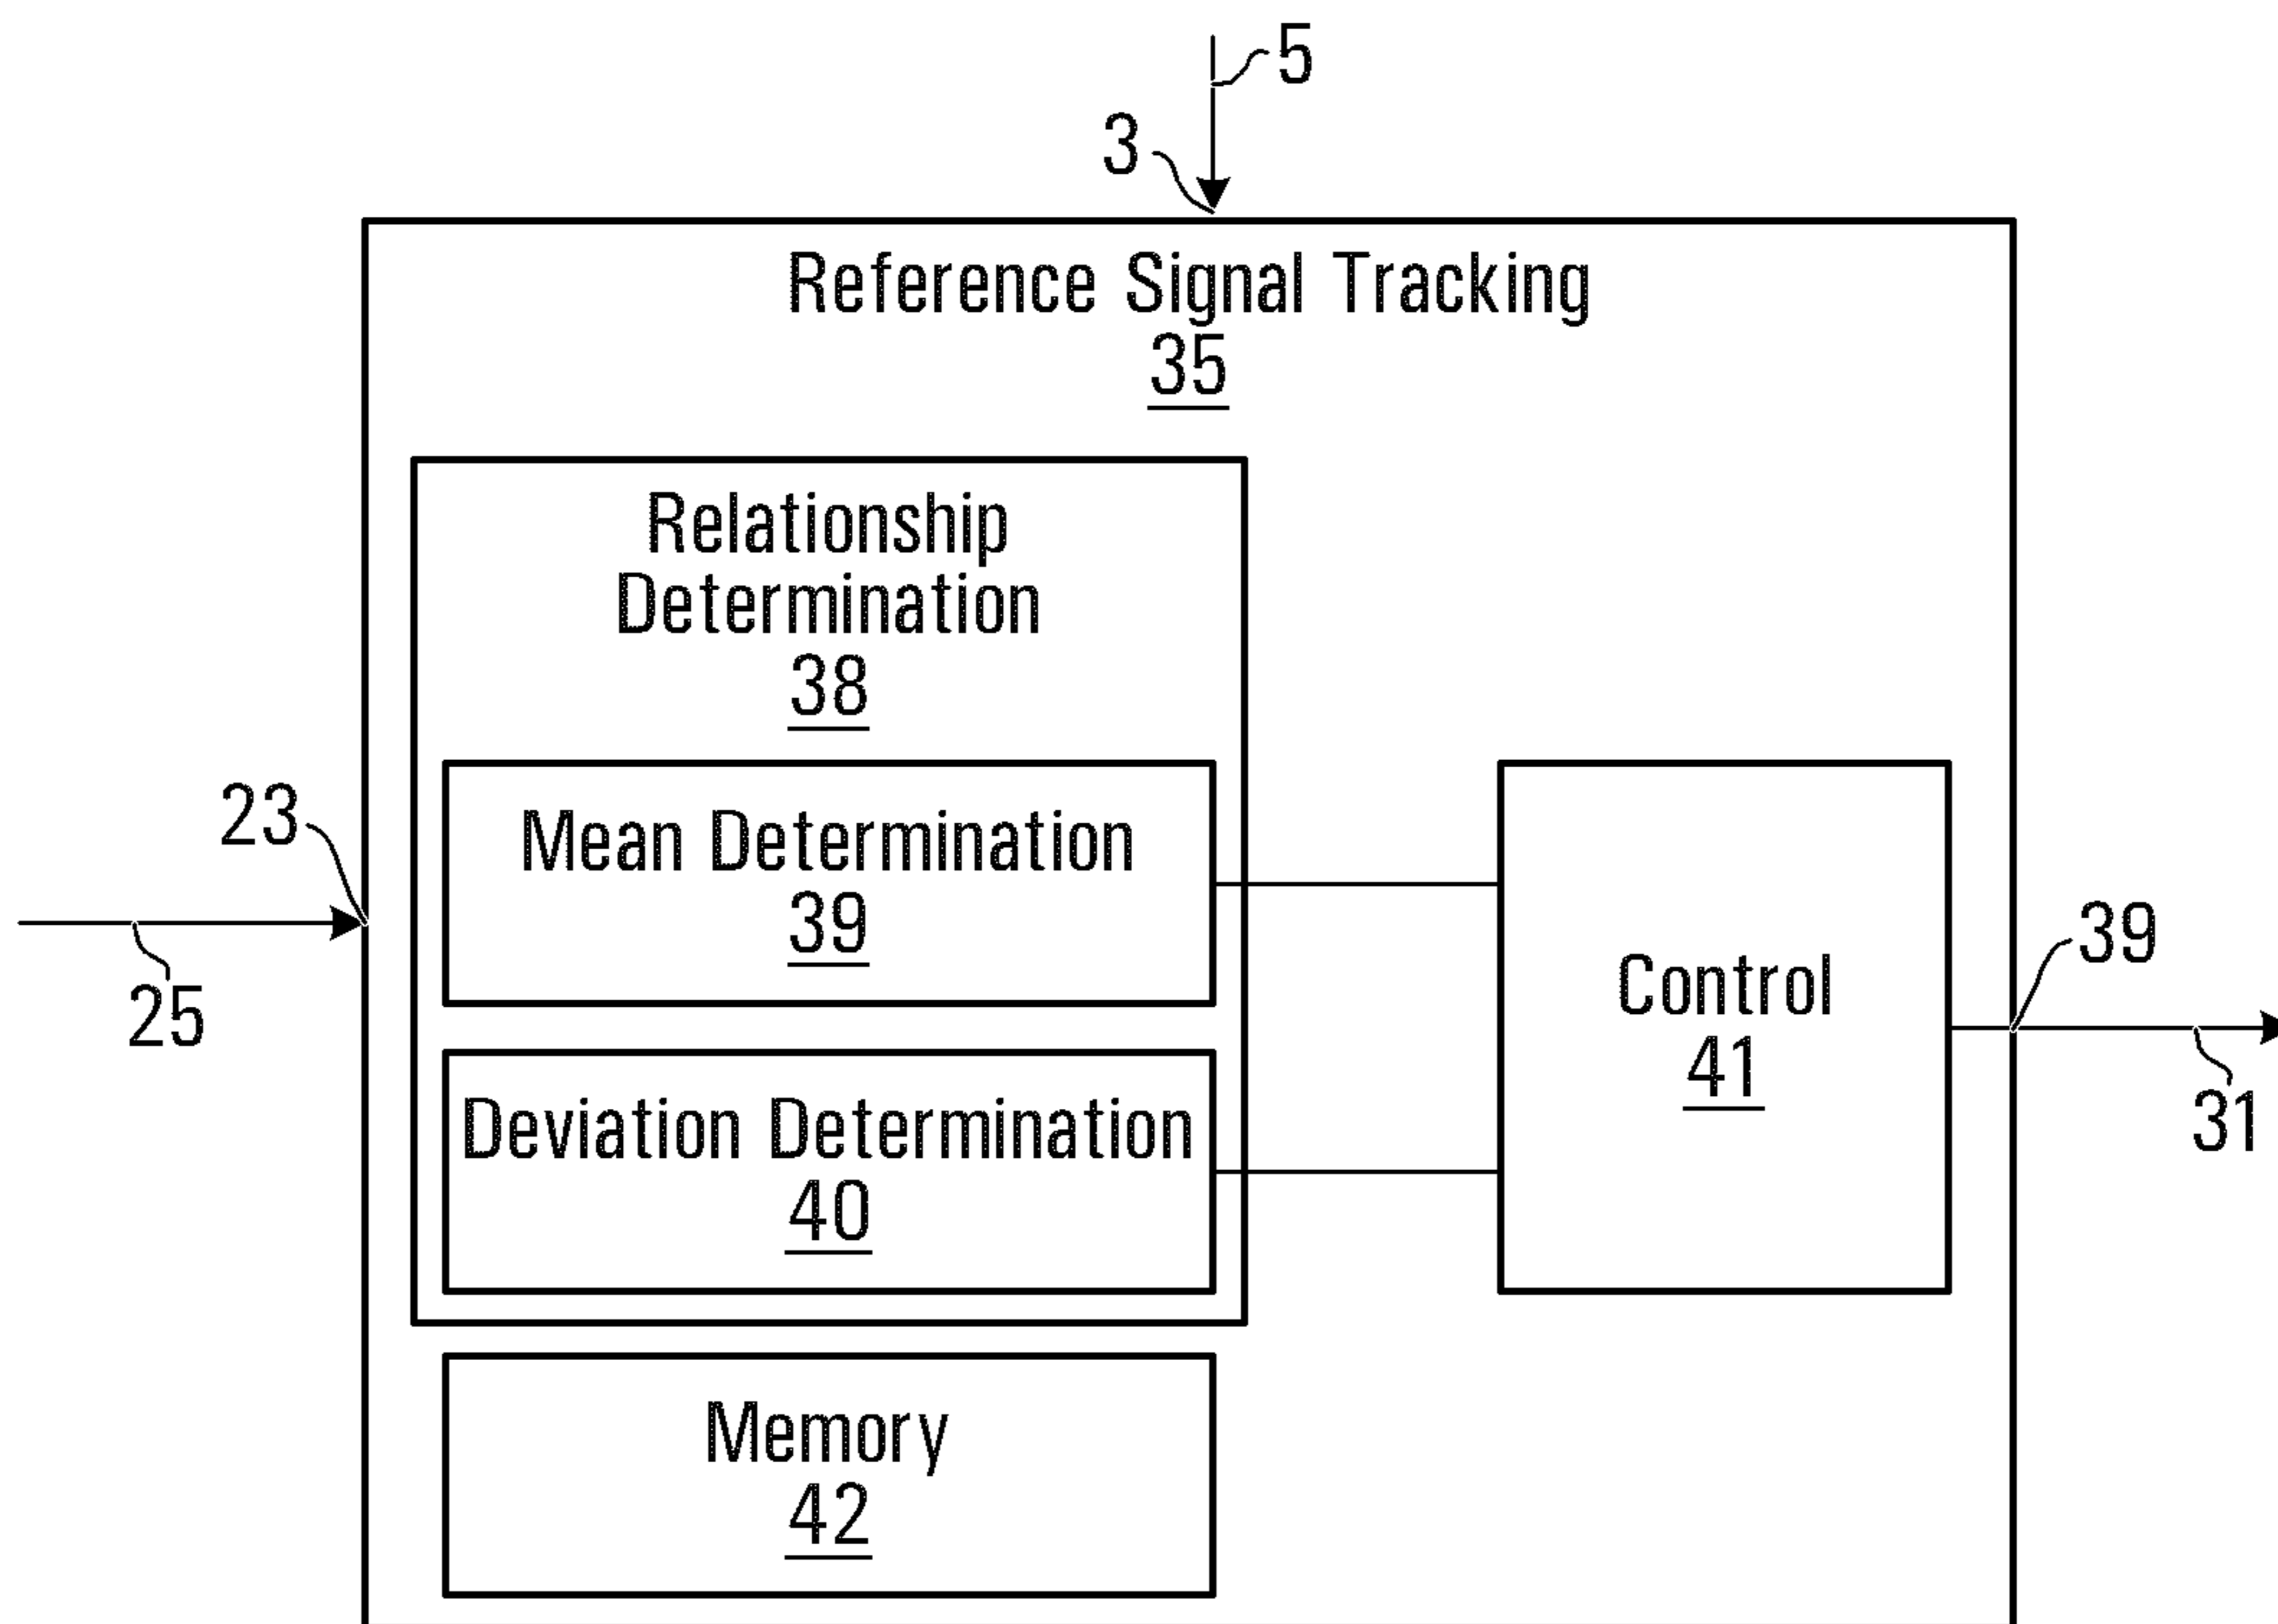 5
3
Reference Signal Tracking
35
Relationship
Determination
38
23
Mean Determination
39
25
Deviation Determination
40
Control
41
39
31
Memory
42